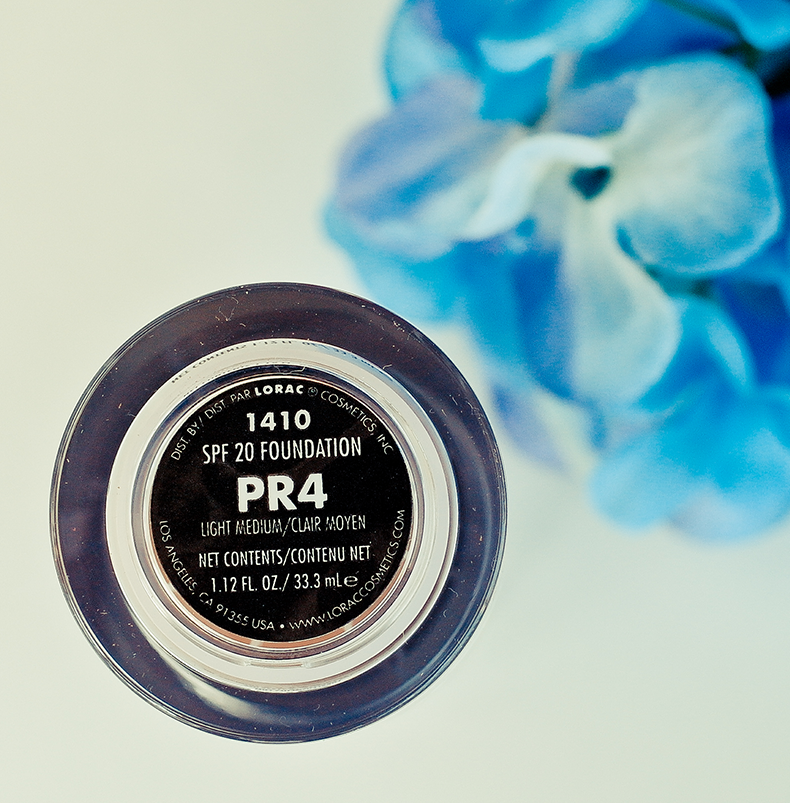 DIST. BY/ DIST. PAR LORAC ® COSMETICS, INC
1410
SPF 20 FOUNDATION
PR4
LIGHT MEDIUM/CLAIR MOYEN
NET CONTENTS/CONTENU NET
1.12 FL. OZ./ 33.3 mL℮
LOS ANGELES, CA 91355 USA • WWW.LORACCOSMETICS.COM